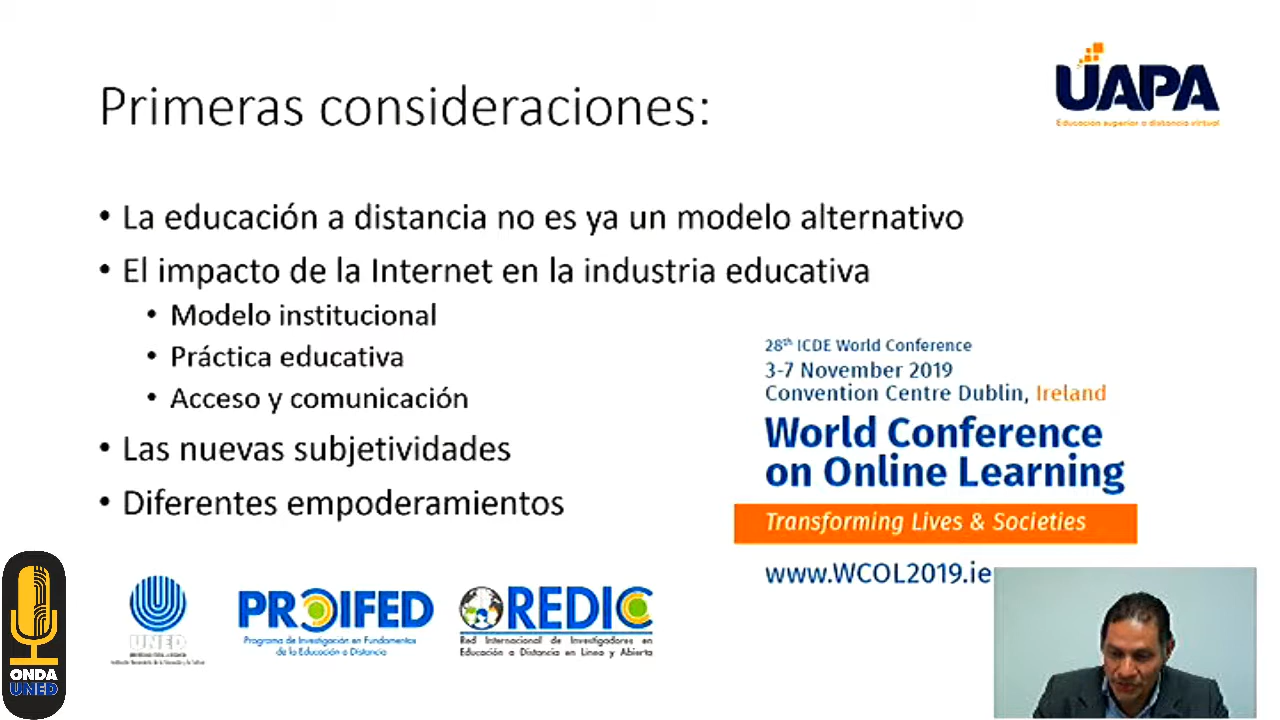 UAPA
Educación superior a distancia virtual
Primeras consideraciones:
• La educación a distancia no es ya un modelo alternativo
• El impacto de la Internet en la industria educativa
• Modelo institucional
• Práctica educativa
• Acceso y comunicación
• Las nuevas subjetividades
• Diferentes empoderamientos
28th ICDE World Conference
3-7 November 2019
Convention Centre Dublin, Ireland
World Conference
on Online Learning
Transforming Lives & Societies
www.WCOL2019.ie
ONDA
UNED
UNED
PROIFED
Programa de Investigación en Fundamentos
de la Educación a Distancia
REDIC
Red Internacional de Investigadores en
Educación a Distancia en Línea y Abierta